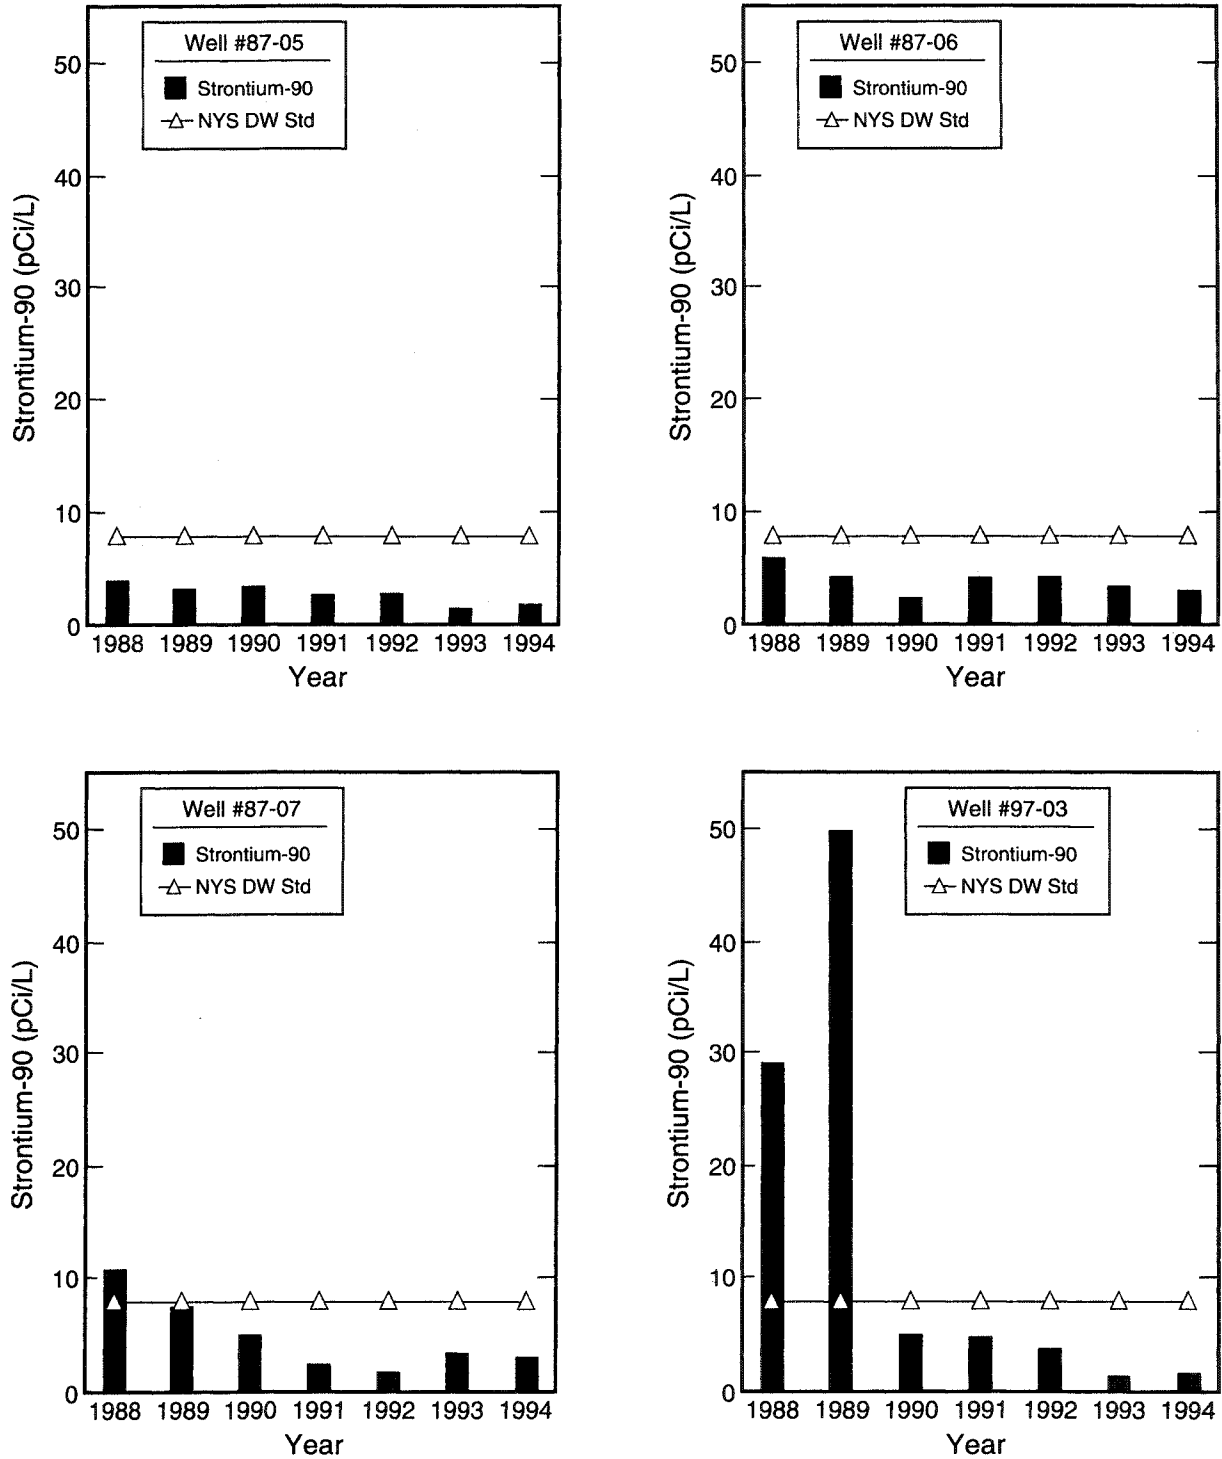 Well #87-05
Strontium-90
NYS DW Std
Strontium-90 (pCi/L)
50
40
30
20
10
0
1988 1989 1990 1991 1992 1993 1994
Year
Well #87-06
Strontium-90
NYS DW Std
Strontium-90 (pCi/L)
50
40
30
20
10
0
1988 1989 1990 1991 1992 1993 1994
Year
Well #87-07
Strontium-90
NYS DW Std
Strontium-90 (pCi/L)
50
40
30
20
10
0
1988 1989 1990 1991 1992 1993 1994
Year
Well #97-03
Strontium-90
NYS DW Std
Strontium-90 (pCi/L)
50
40
30
20
10
0
1988 1989 1990 1991 1992 1993 1994
Year